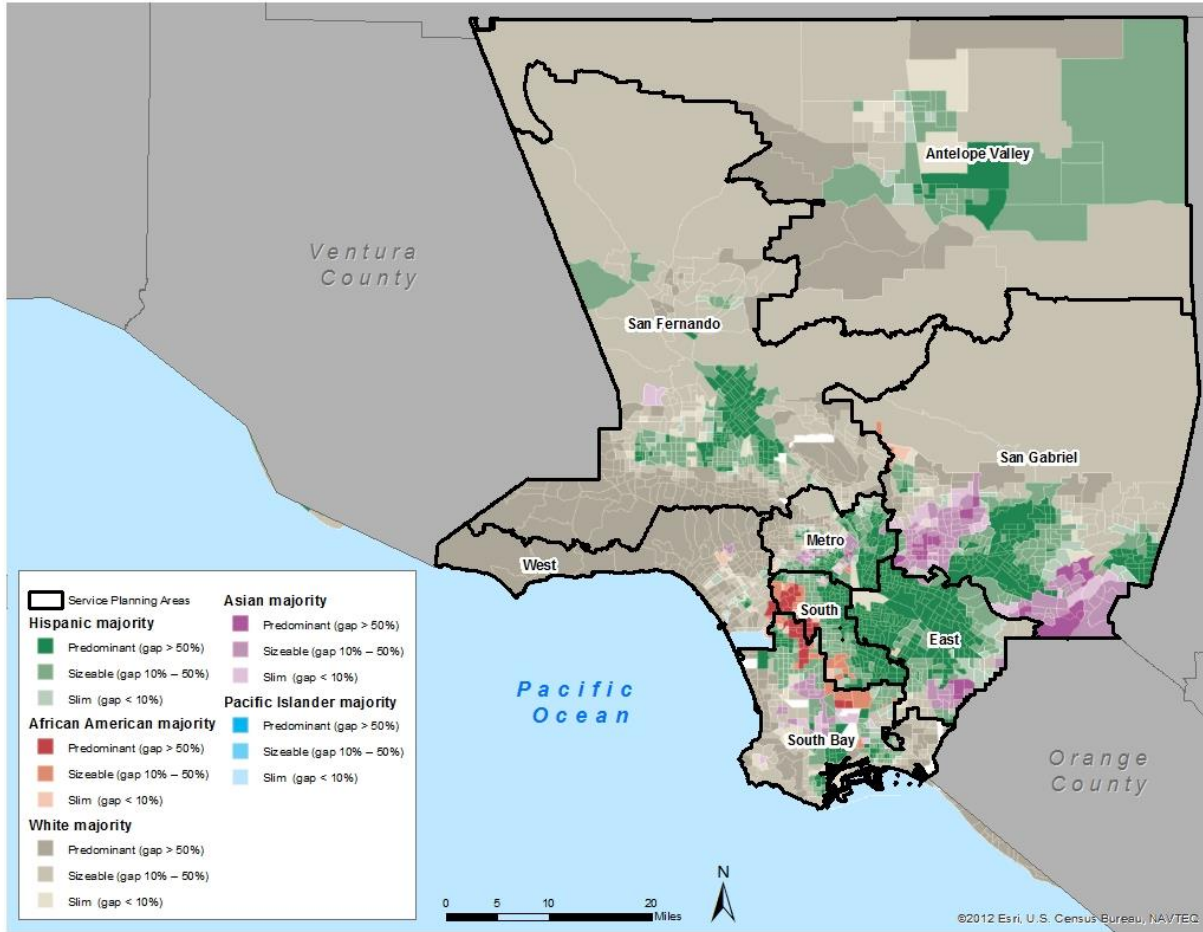 Antelope Valley
Ventura
County
San Fernando
San Gabriel
Metro
West
South
East
Pacific
Ocean
South Bay
Orange
County
Service Planning Areas
Hispanic majority
Predominant (gap > 50%)
Sizeable (gap 10% – 50%)
Slim (gap < 10%)
African American majority
Predominant (gap > 50%)
Sizeable (gap 10% – 50%)
Slim (gap < 10%)
White majority
Predominant (gap > 50%)
Sizeable (gap 10% – 50%)
Slim (gap < 10%)
Asian majority
Predominant (gap > 50%)
Sizeable (gap 10% – 50%)
Slim (gap < 10%)
Pacific Islander majority
Predominant (gap > 50%)
Sizeable (gap 10% – 50%)
Slim (gap < 10%)
N
0 5 10 20
Miles
©2012 Esri, U.S. Census Bureau, NAVTEQ